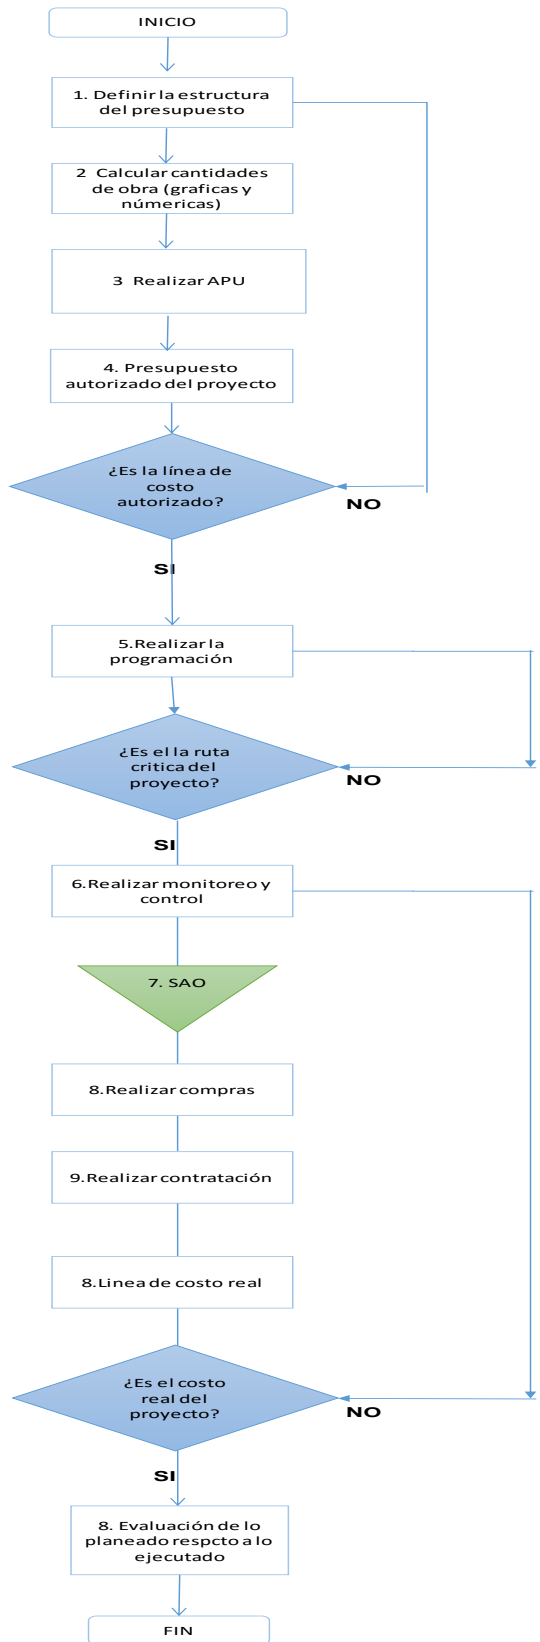 INICIO
1. Definir la estructura
del presupuesto
2 Calcular cantidades
de obra (graficas y
númericas)
3 Realizar APU
4. Presupuesto
autorizado del proyecto
¿Es la línea de
costo
autorizado?
NO
SI
5.Realizar la
programación
¿Es el la ruta
critica del
proyecto?
NO
SI
6.Realizar monitoreo y
control
7. SAO
8.Realizar compras
9.Realizar contratación
8.Linea de costo real
¿Es el costo
real del
proyecto?
NO
SI
8. Evaluación de lo
planeado respcto a lo
ejecutado
FIN